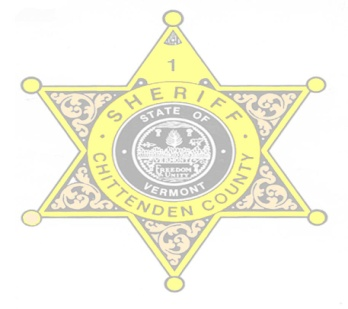 1
SHERIFF
STATE OF
FREEDOM
& UNITY
VERMONT
CHITTENDEN COUNTY